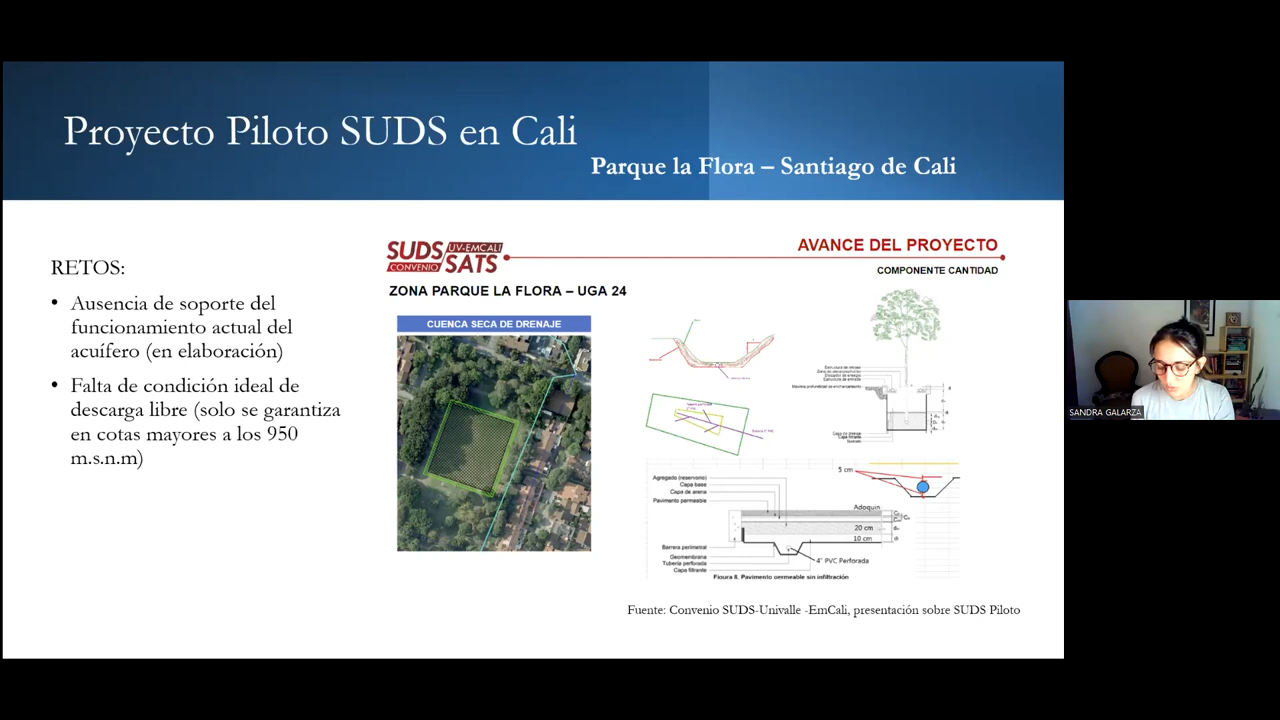 Proyecto Piloto SUDS en Cali
Parque la Flora – Santiago de Cali
RETOS:
• Ausencia de soporte del
funcionamiento actual del
acuífero (en elaboración)
• Falta de condición ideal de
descarga libre (solo se garantiza
en cotas mayores a los 950
m.s.n.m)
SUDS UV-EMCALI
CONVENIO SATS
AVANCE DEL PROYECTO
COMPONENTE CANTIDAD
ZONA PARQUE LA FLORA – UGA 24
CUENCA SECA DE DRENAJE
5 cm
Agregado (reservorio)
Capa base
Capa de arena
Pavimento permeable
Adoquin
20 cm
10 cm
Barrera perimetral
Geomembrana
Tubería perforada
Capa filtrante
4" PVC Perforada
Figura 8. Pavimento permeable sin infiltración
Fuente: Convenio SUDS-Univalle -EmCali, presentación sobre SUDS Piloto
SANDRA GALARZA